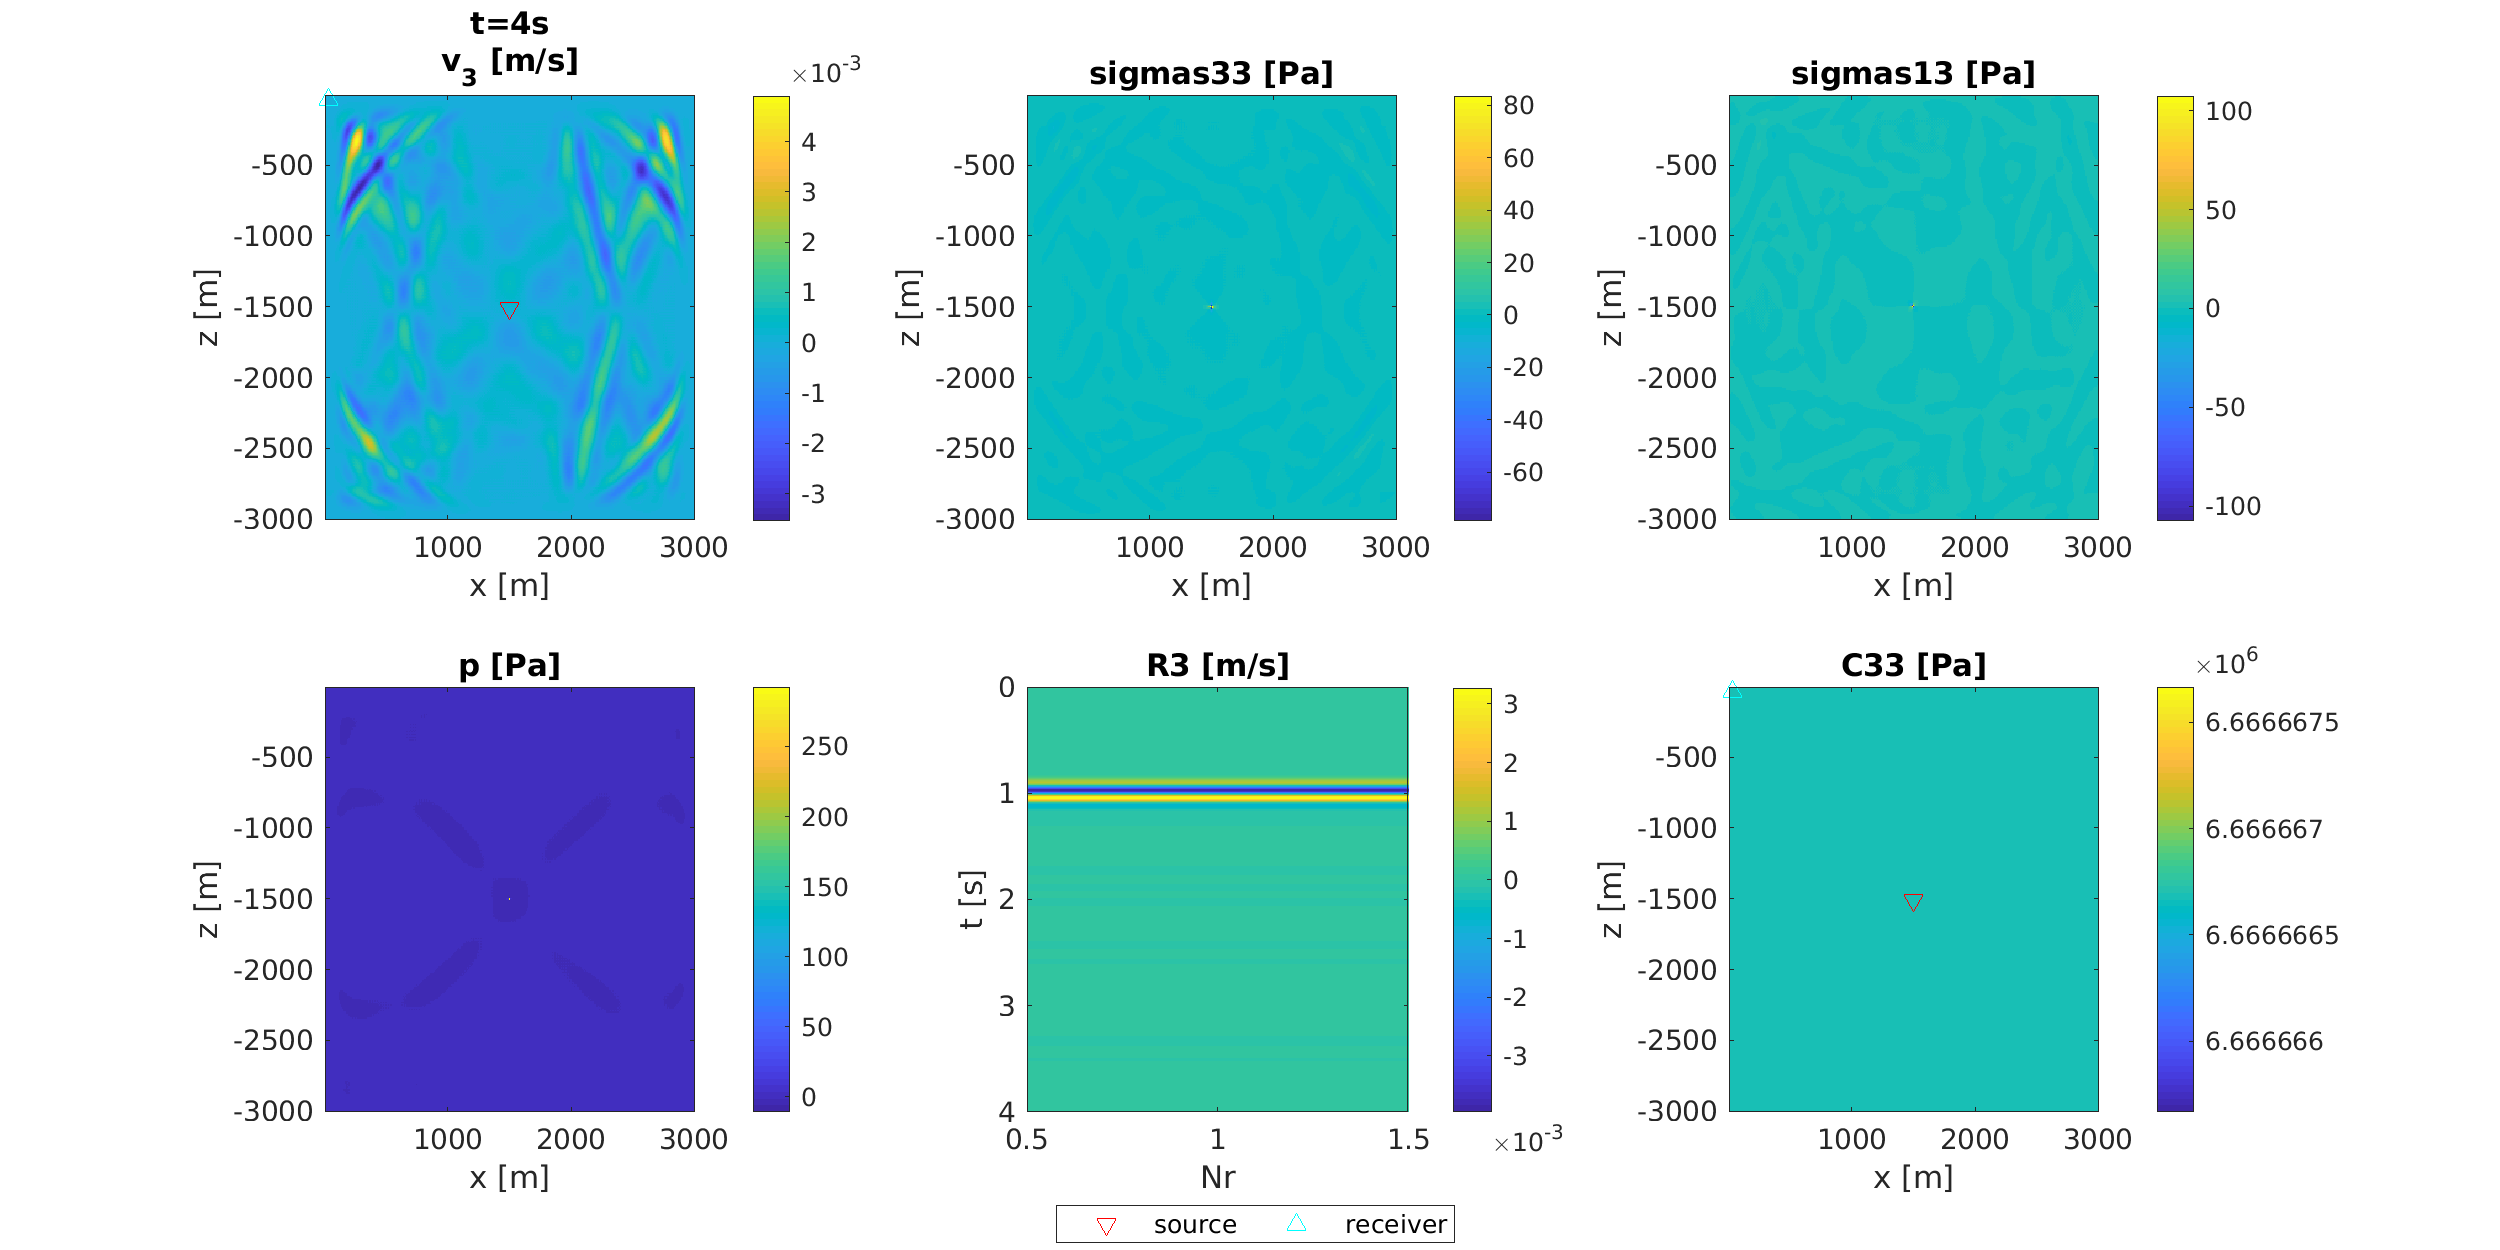 t=4s
v3 [m/s]
×10-3
4
3
2
1
0
-1
-2
-3
-500
-1000
-1500
-2000
-2500
-3000
1000 2000 3000
z [m]
x [m]
sigmas33 [Pa]
80
60
40
20
0
-20
-40
-60
-500
-1000
-1500
-2000
-2500
-3000
1000 2000 3000
z [m]
x [m]
sigmas13 [Pa]
100
50
0
-50
-100
-500
-1000
-1500
-2000
-2500
-3000
1000 2000 3000
z [m]
x [m]
p [Pa]
250
200
150
100
50
0
-500
-1000
-1500
-2000
-2500
-3000
1000 2000 3000
z [m]
x [m]
R3 [m/s]
3
2
1
0
-1
-2
-3
×10-3
0
1
2
3
4
0.5 1 1.5
t [s]
Nr
C33 [Pa]
×106
6.6666675
6.666667
6.6666665
6.666666
-500
-1000
-1500
-2000
-2500
-3000
1000 2000 3000
z [m]
x [m]
source receiver